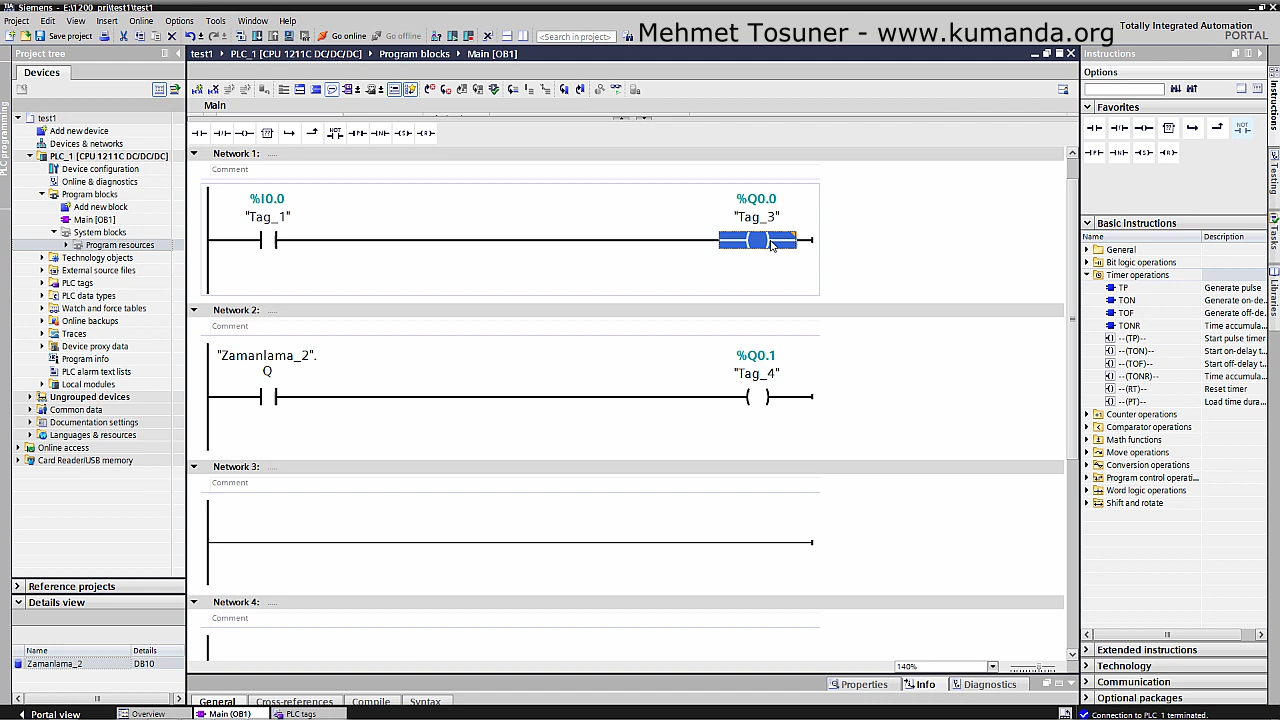 Siemens - E:\1200_prj\test1\test1
Mehmet Tosuner - www.kumanda.org
Project Edit View Insert Online Options Tools Window Help
Totally Integrated Automation
PORTAL
Save project
Go online
Go offline
<Search in project>
Project tree
test1
PLC_1 [CPU 1211C DC/DC/DC]
Program blocks
Main [OB1]
Instructions
Devices
Options
PLC programming
Main
Favorites
test1
Add new device
Devices & networks
PLC_1 [CPU 1211C DC/DC/DC]
Device configuration
Online & diagnostics
Program blocks
Add new block
Main [OB1]
System blocks
Program resources
Technology objects
External source files
PLC tags
PLC data types
Watch and force tables
Online backups
Traces
Device proxy data
Program info
PLC alarm text lists
Local modules
Ungrouped devices
Common data
Documentation settings
Languages & resources
Online access
Card Reader/USB memory
Reference projects
Details view
Name Details
Zamanlama_2 DB10
Network 1: .....
Comment
%I0.0
"Tag_1"
%Q0.0
"Tag_3"
Network 2: .....
Comment
"Zamanlama_2".
Q
%Q0.1
"Tag_4"
Network 3: .....
Comment
Network 4: .....
Comment
140%
Properties
Info
Diagnostics
General
Cross-references
Compile
Syntax
Basic instructions
Name Description
General
Bit logic operations
Timer operations
TP Generate pulse
TON Generate on-de...
TOF Generate off-de...
TONR Time accumula...
--(TP)-- Start pulse timer
--(TON)-- Start on-delay t...
--(TOF)-- Start off-delay t...
--(TONR)-- Time accumula...
--(RT)-- Reset timer
--(PT)-- Load time dura...
Counter operations
Comparator operations
Math functions
Move operations
Conversion operations
Program control operati...
Word logic operations
Shift and rotate
Extended instructions
Technology
Communication
Optional packages
Instructions
Testing
Tasks
Libraries
Portal view
Overview
Main (OB1)
PLC tags
Connection to PLC_1 terminated.